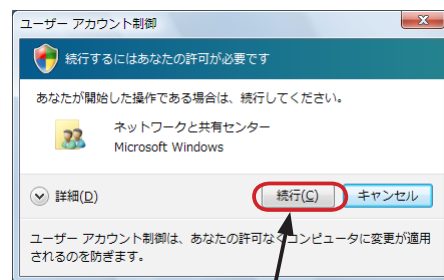 ユーザー アカウント制御
続行するにはあなたの許可が必要です
あなたが開始した操作である場合は、続行してください。
ネットワークと共有センター
Microsoft Windows
詳細(D)
続行(C)
キャンセル
ユーザー アカウント制御は、あなたの許可なくコンピュータに変更が適用
されるのを防ぎます。